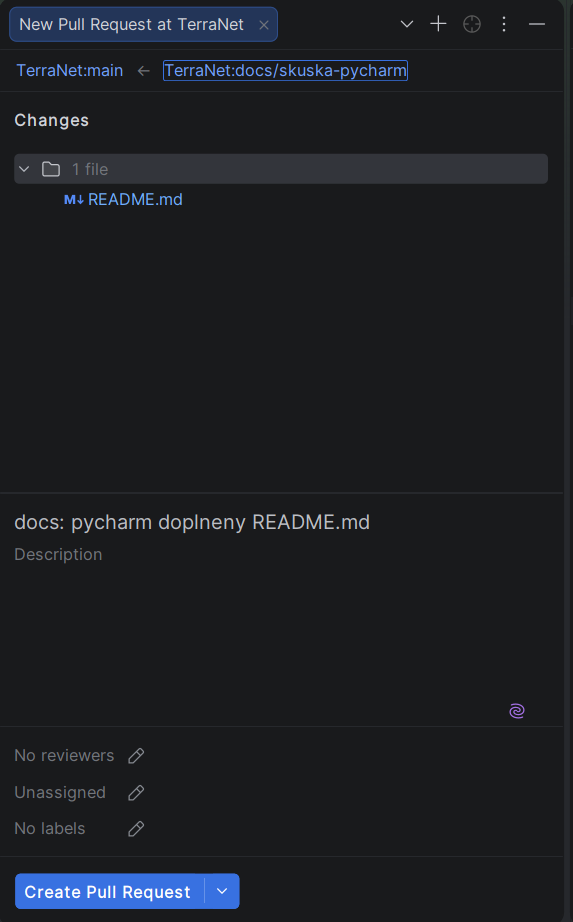 New Pull Request at TerraNet
TerraNet:main ← TerraNet:docs/skuska-pycharm
Changes
1 file
M↓ README.md
docs: pycharm doplneny README.md
Description
No reviewers
Unassigned
No labels
Create Pull Request